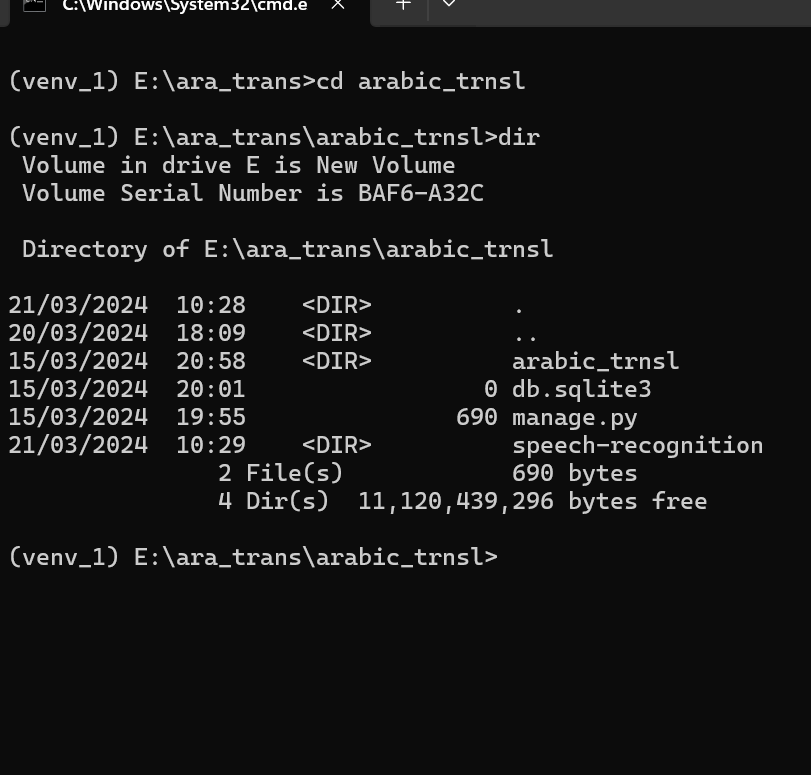 C:\Windows\System32\cmd.e
(venv_1) E:\ara_trans>cd arabic_trnsl
(venv_1) E:\ara_trans\arabic_trnsl>dir
 Volume in drive E is New Volume
 Volume Serial Number is BAF6-A32C
 Directory of E:\ara_trans\arabic_trnsl
21/03/2024  10:28    <DIR>          .
20/03/2024  18:09    <DIR>          ..
15/03/2024  20:58    <DIR>          arabic_trnsl
15/03/2024  20:01                 0 db.sqlite3
15/03/2024  19:55               690 manage.py
21/03/2024  10:29    <DIR>          speech-recognition
               2 File(s)            690 bytes
               4 Dir(s)  11,120,439,296 bytes free
(venv_1) E:\ara_trans\arabic_trnsl>